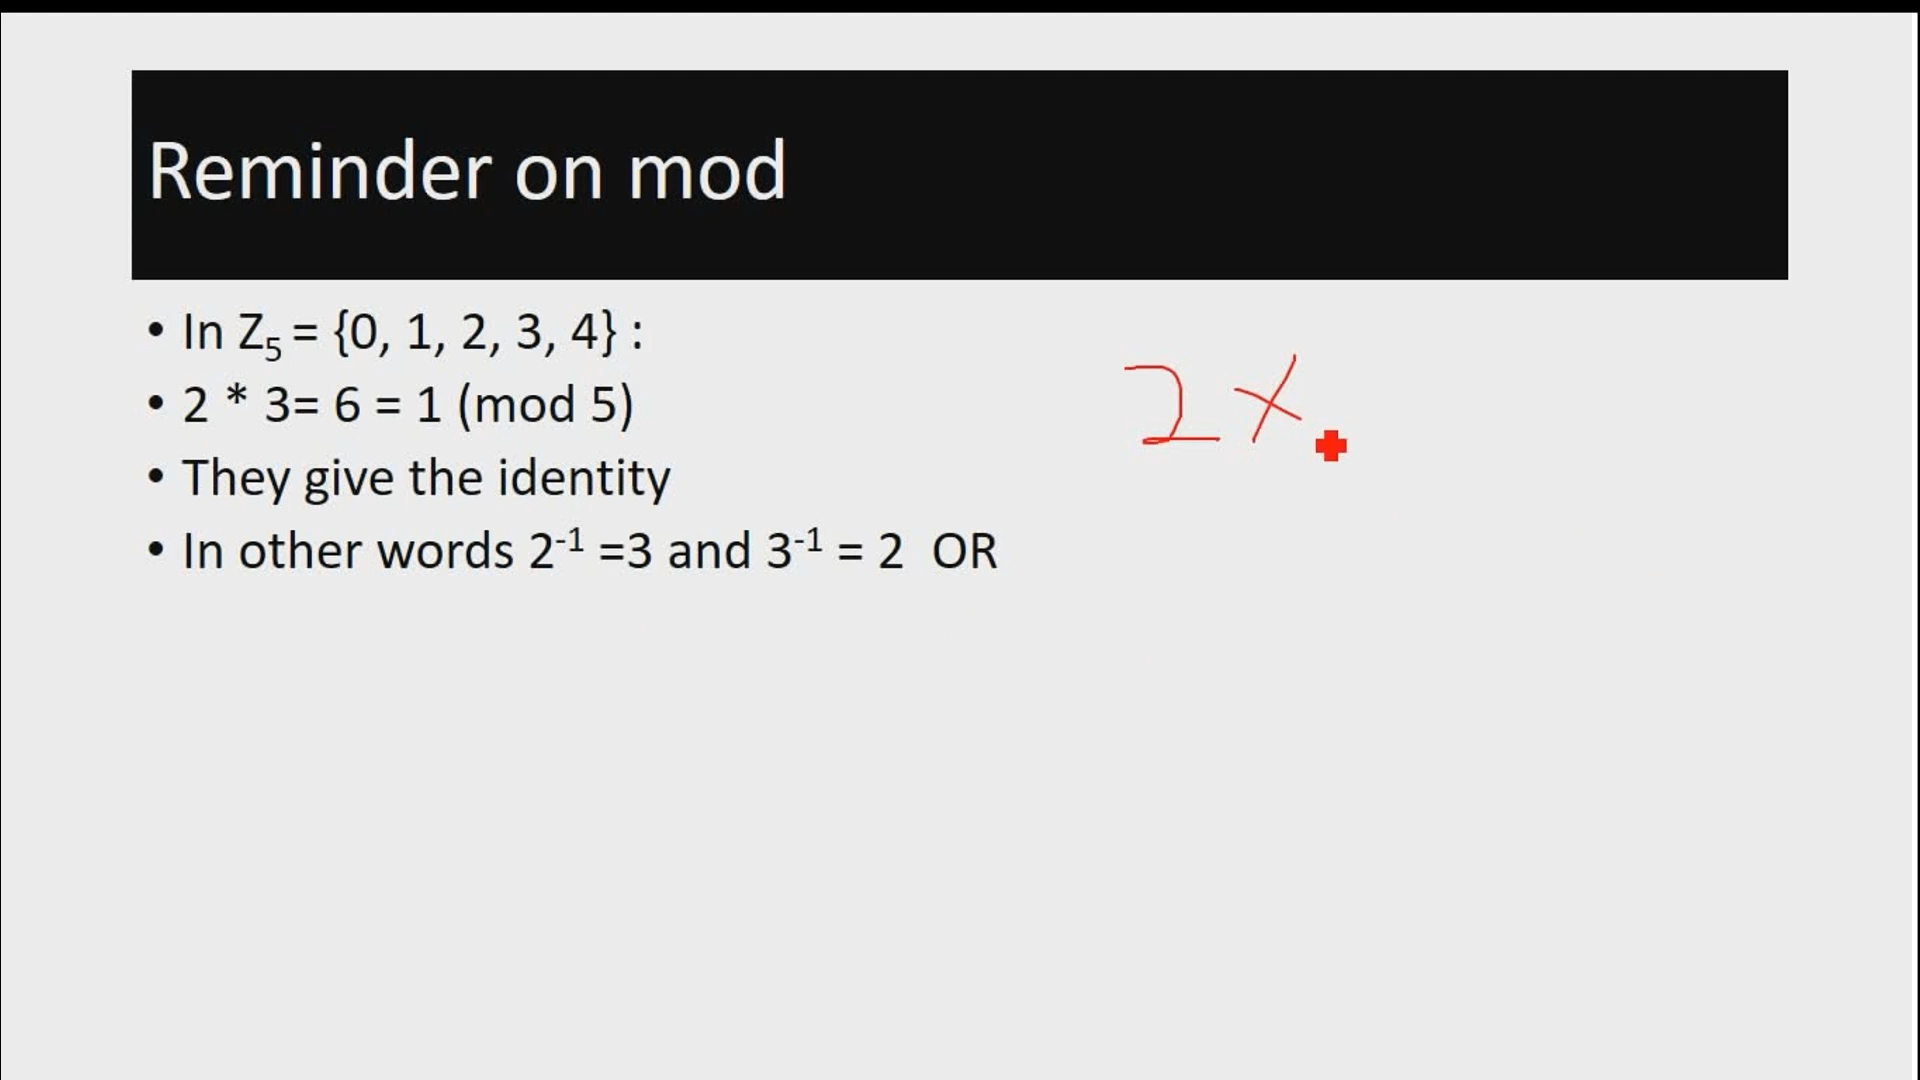 Reminder on mod
• In Z₅ = {0, 1, 2, 3, 4} :
• 2 * 3= 6 = 1 (mod 5)
2 x
• They give the identity
• In other words 2⁻¹ =3 and 3⁻¹ = 2 OR